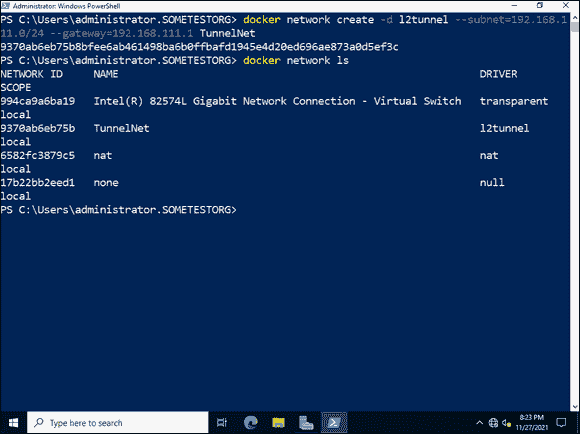 Administrator: Windows PowerShell
PS C:\Users\administrator.SOMETESTORG> docker network create -d l2tunnel --subnet=192.168.1
11.0/24 --gateway=192.168.111.1 TunnelNet
9370ab6eb75b8bfee6ab461498ba6b0ffbafd1945e4d20ed696ae873a0d5ef3c
PS C:\Users\administrator.SOMETESTORG> docker network ls
NETWORK ID     NAME                                                      DRIVER
SCOPE
994ca9a6ba19   Intel(R) 82574L Gigabit Network Connection - Virtual Switch   transparent
local
9370ab6eb75b   TunnelNet                                                 l2tunnel
local
6582fc3879c5   nat                                                       nat
local
17b22bb2eed1   none                                                      null
local
PS C:\Users\administrator.SOMETESTORG>
Type here to search
8:23 PM
11/27/2021